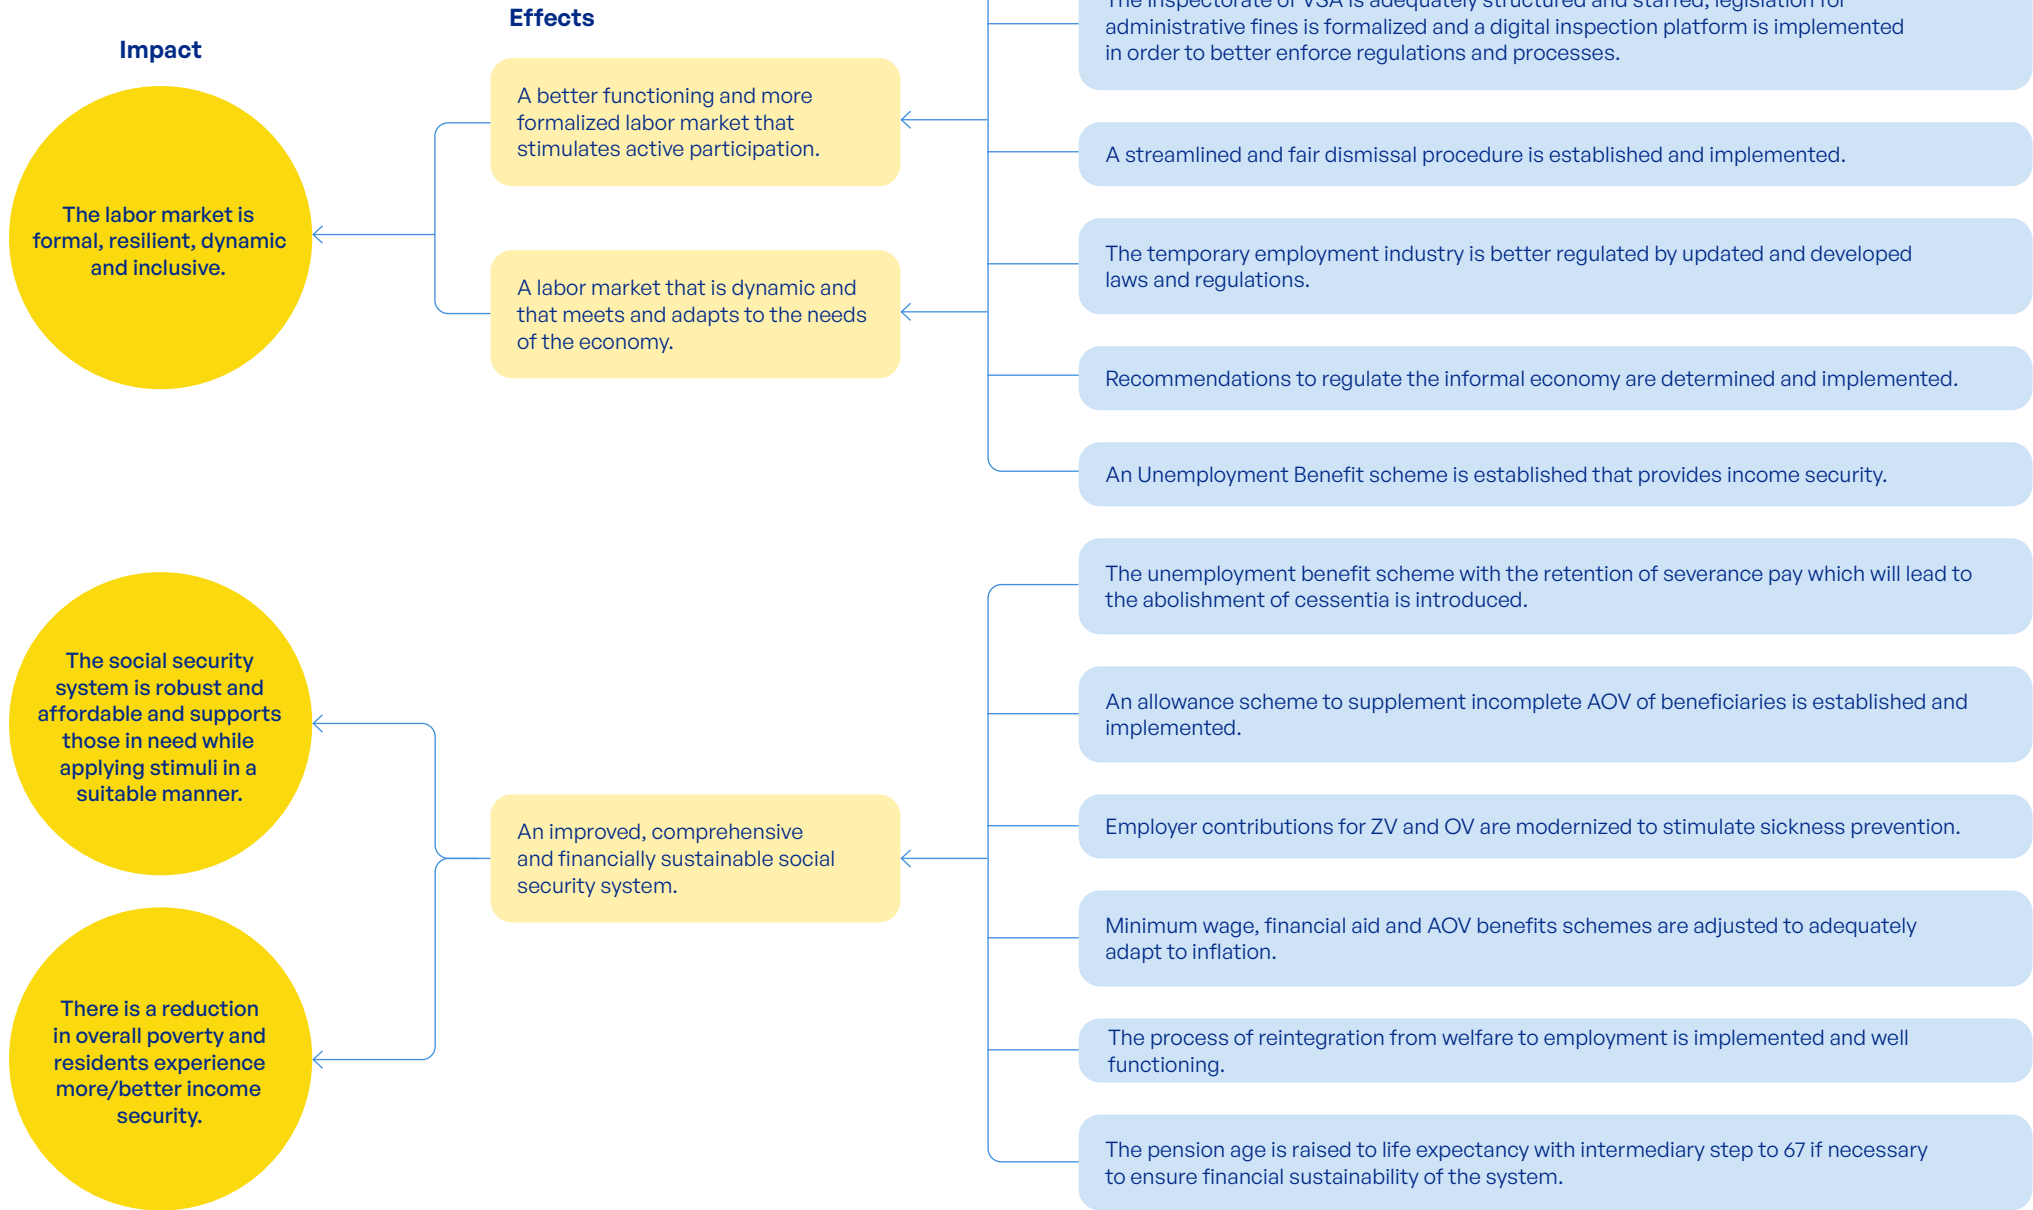 Impact
The labor market is
formal, resilient, dynamic
and inclusive.
The social security
system is robust and
affordable and supports
those in need while
applying stimuli in a
suitable manner.
There is a reduction
in overall poverty and
residents experience
more/better income
security.
Effects
A better functioning and more
formalized labor market that
stimulates active participation.
A labor market that is dynamic and
that meets and adapts to the needs
of the economy.
An improved, comprehensive
and financially sustainable social
security system.
The Inspectorate of VSA is adequately structured and staffed, legislation for
administrative fines is formalized and a digital inspection platform is implemented
in order to better enforce regulations and processes.
A streamlined and fair dismissal procedure is established and implemented.
The temporary employment industry is better regulated by updated and developed
laws and regulations.
Recommendations to regulate the informal economy are determined and implemented.
An Unemployment Benefit scheme is established that provides income security.
The unemployment benefit scheme with the retention of severance pay which will lead to
the abolishment of cessentia is introduced.
An allowance scheme to supplement incomplete AOV of beneficiaries is established and
implemented.
Employer contributions for ZV and OV are modernized to stimulate sickness prevention.
Minimum wage, financial aid and AOV benefits schemes are adjusted to adequately
adapt to inflation.
The process of reintegration from welfare to employment is implemented and well
functioning.
The pension age is raised to life expectancy with intermediary step to 67 if necessary
to ensure financial sustainability of the system.